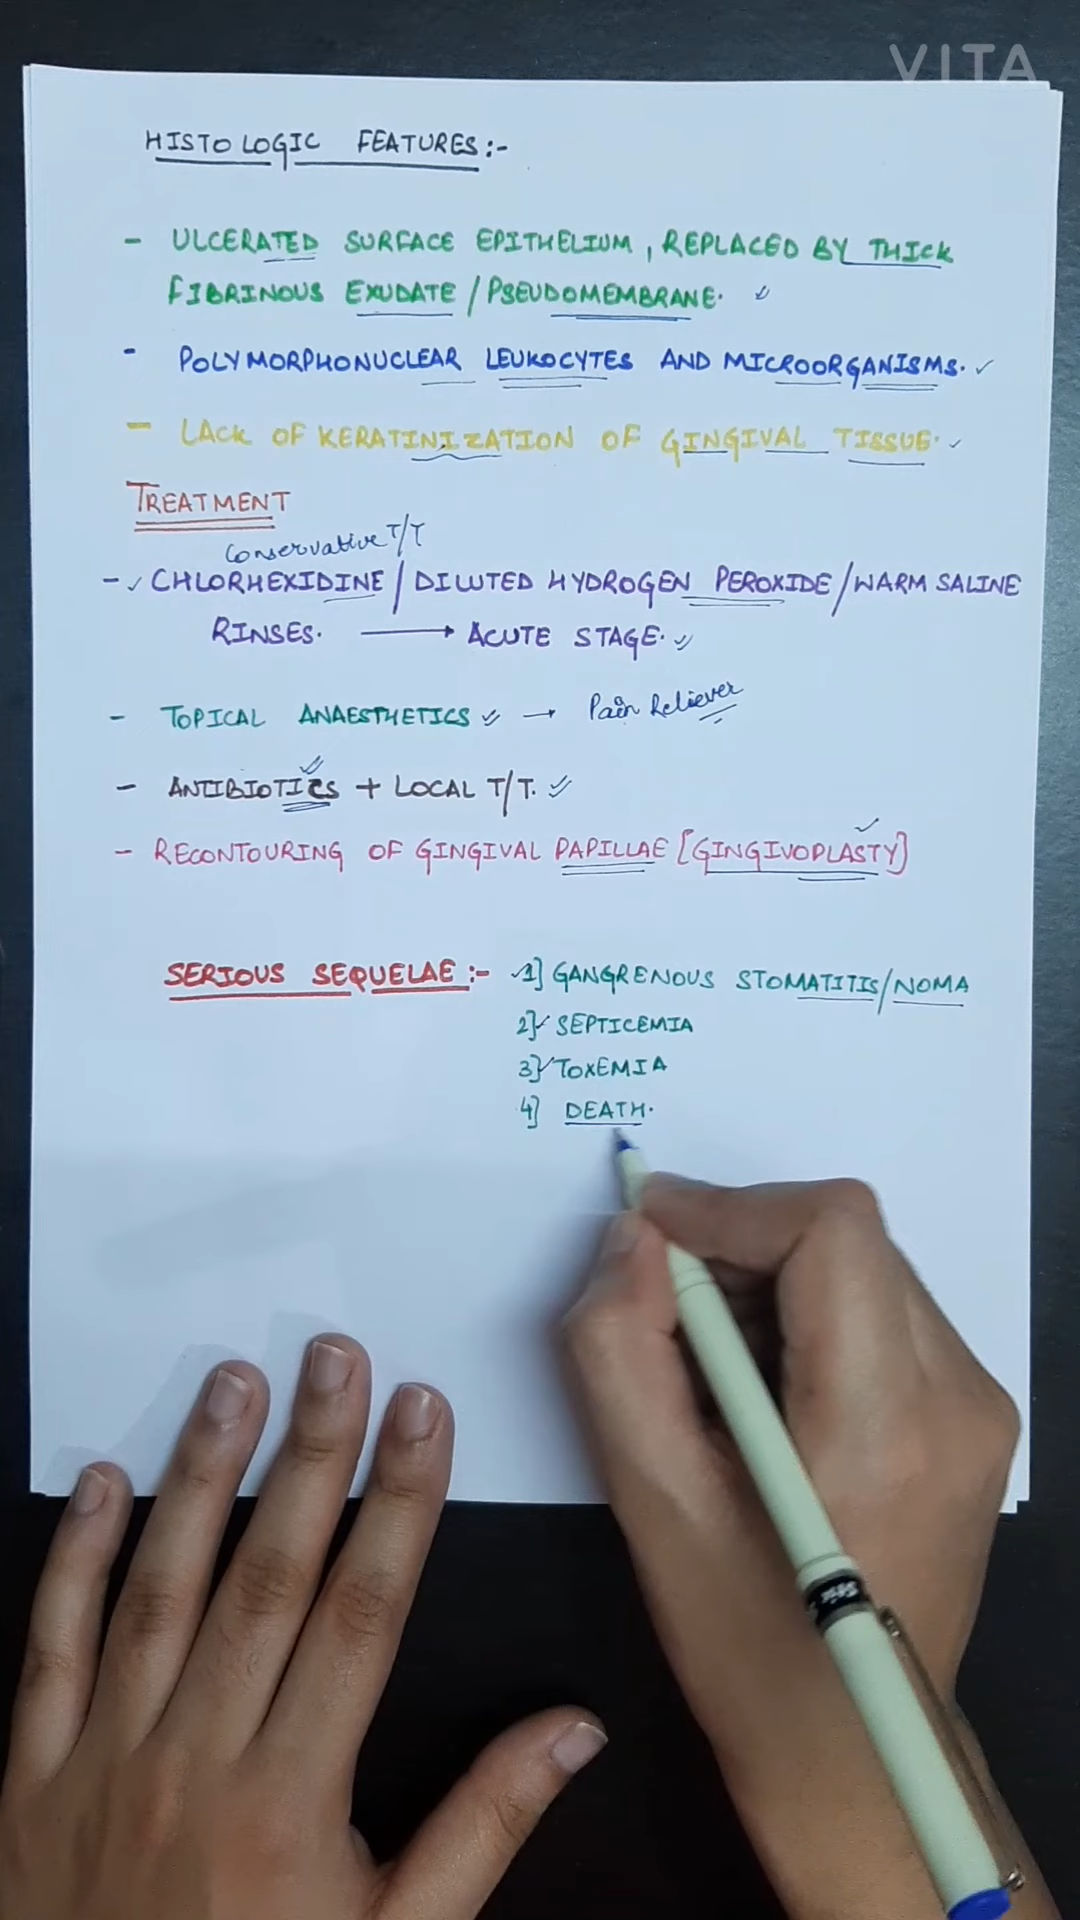 VITA
HISTOLOGIC FEATURES:-
- ULCERATED SURFACE EPITHELIUM, REPLACED BY THICK
FIBRINOUS EXUDATE / PSEUDOMEMBRANE.
- POLYMORPHONUCLEAR LEUKOCYTES AND MICROORGANISMS.
- LACK OF KERATINIZATION OF GINGIVAL TISSUE.
TREATMENT
Conservative T/T
- CHLORHEXIDINE / DILUTED HYDROGEN PEROXIDE / WARM SALINE
RINSES. → ACUTE STAGE.
- TOPICAL ANAESTHETICS → Pain Reliever
- ANTIBIOTICS + LOCAL T/T.
- RECONTOURING OF GINGIVAL PAPILLAE [GINGIVOPLASTY]
SERIOUS SEQUELAE:- 1] GANGRENOUS STOMATITIS/NOMA
2] SEPTICEMIA
3] TOXEMIA
4] DEATH.